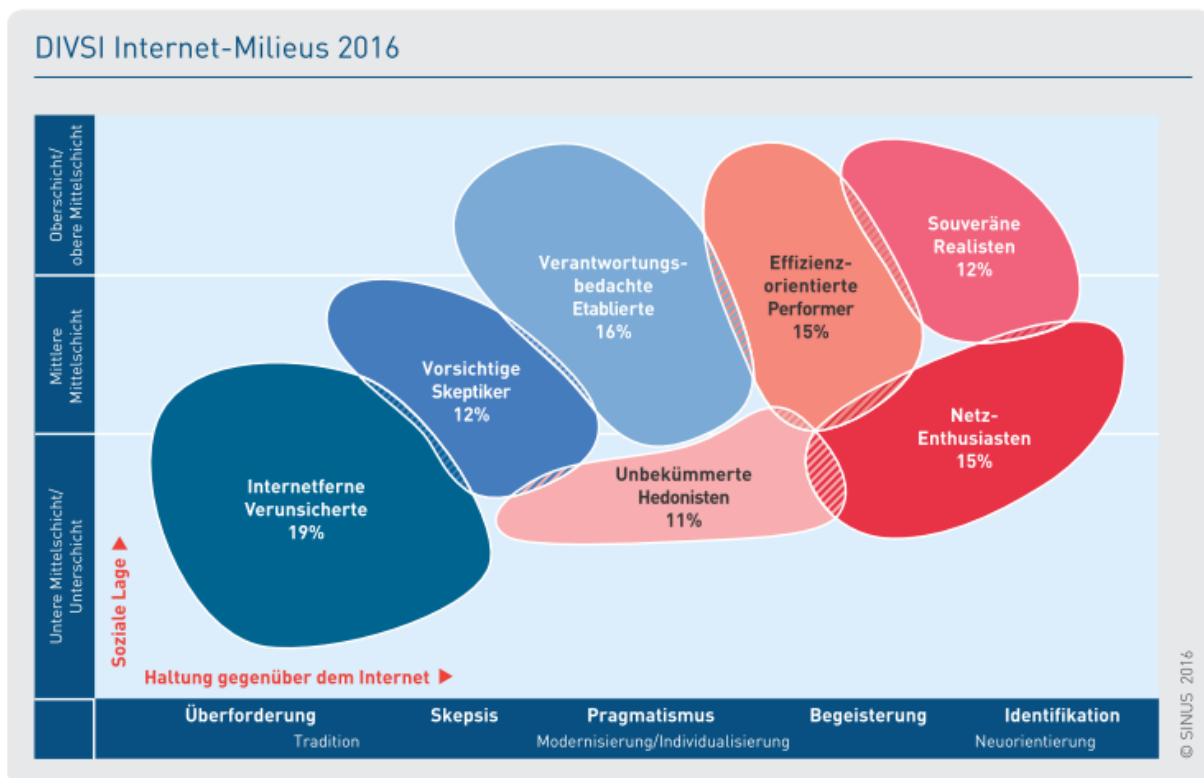 DIVSI Internet-Milieus 2016
Oberschicht/
obere Mittelschicht
Mittlere
Mittelschicht
Untere Mittelschicht/
Unterschicht
Souveräne
Realisten
12%
Verantwortungs-
bedachte
Etablierte
16%
Effizienz-
orientierte
Performer
15%
Vorsichtige
Skeptiker
12%
Netz-
Enthusiasten
15%
Unbekümmerte
Hedonisten
11%
Internetferne
Verunsicherte
19%
Soziale Lage ▶
Haltung gegenüber dem Internet ▶
Überforderung Skepsis Pragmatismus Begeisterung Identifikation
Tradition Modernisierung/Individualisierung Neuorientierung
© SINUS 2016